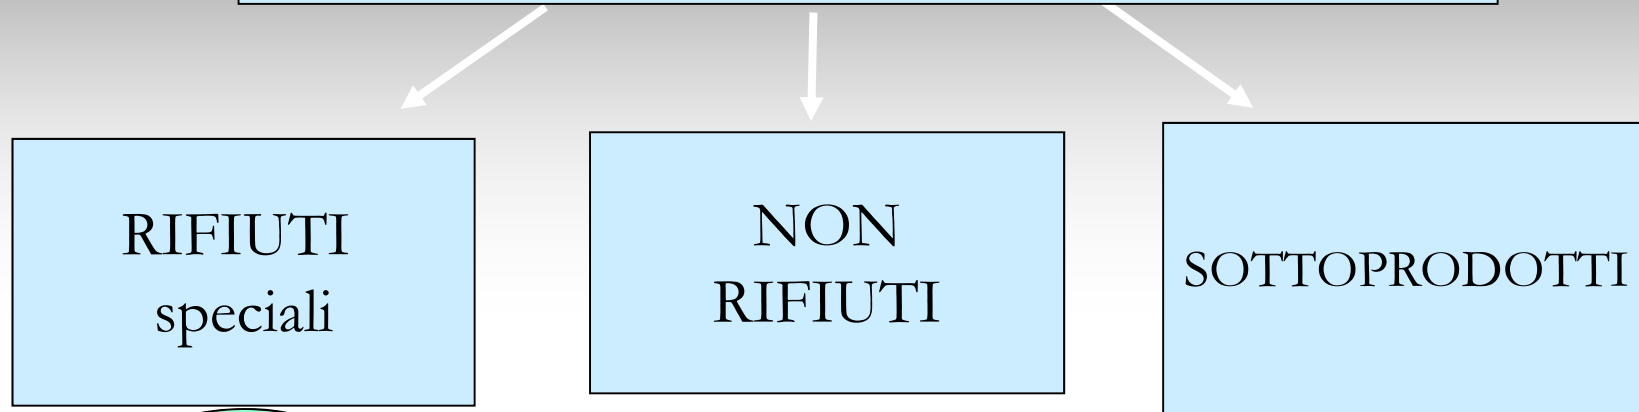 RIFIUTI
speciali
NON
RIFIUTI
SOTTOPRODOTTI